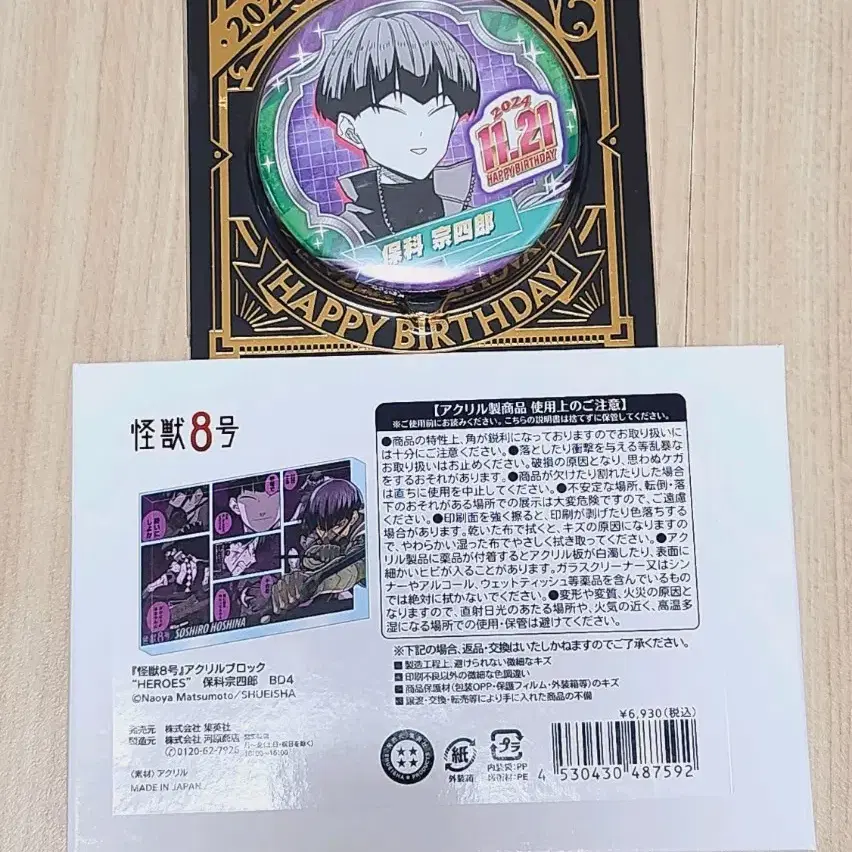 202
2024
11.21
HAPPY BIRTHDAY
保科 宗四郎
HAPPY BIRTHDAY
怪獣8号
【アクリル製商品 使用上のご注意】
※ご使用前にお読みください。こちらの説明書は捨てずに保管してください。
●商品の特性上、角が鋭利になっておりますのでお取り扱いに
は十分にご注意ください。●落としたり衝撃を与える等乱暴な
お取り扱いはお止めください。破損の原因となり、思わぬケガ
をするおそれがあります。●商品が欠けたり割れたりした場合
は直ちに使用を中止してください。●不安定な場所、転倒・落
下のおそれがある場所での展示は大変危険ですので、ご遠慮
ください。●印刷面を強く擦ると、印刷が剥げたり色落ちする
場合があります。乾いた布で拭くと、キズの原因になりますの
で、やわらかい湿った布でやさしく拭き取ってください。●アク
リル製品に薬品が付着するとアクリル板が白濁したり、表面に
細かいヒビが入ることがあります。ガラスクリーナー又はシン
ナーやアルコール、ウェットティッシュ等薬品を含んでいるもの
では絶対に拭かないでください。●変形や変質、火災の原因と
なりますので、直射日光のあたる場所や、火気の近く、高温多
湿になる場所での使用・保管は避けてください。
怪獣8号
SOSHIRO HOSHINA
『怪獣8号』アクリルブロック
"HEROES" 保科宗四郎 BD4
©Naoya Matsumoto/SHUEISHA
発売元 株式会社 集英社
製造元 株式会社 河原商店
0120-62-7926
10:00~16:00
〈素材〉アクリル
MADE IN JAPAN
※下記の場合、返品・交換はいたしかねますのでご了承ください。
製造工程上、避けられない微細なキズ
印刷不良以外の微細な色調違い
商品保護材(包装OPP・保護フィルム・外装箱等)のキズ
譲渡・交換・転売等により手に入れた商品の不備
¥6,930(税込)
紙
外装箱
プラ
内装袋:PP
緩衝材:PE
4 530430 487592